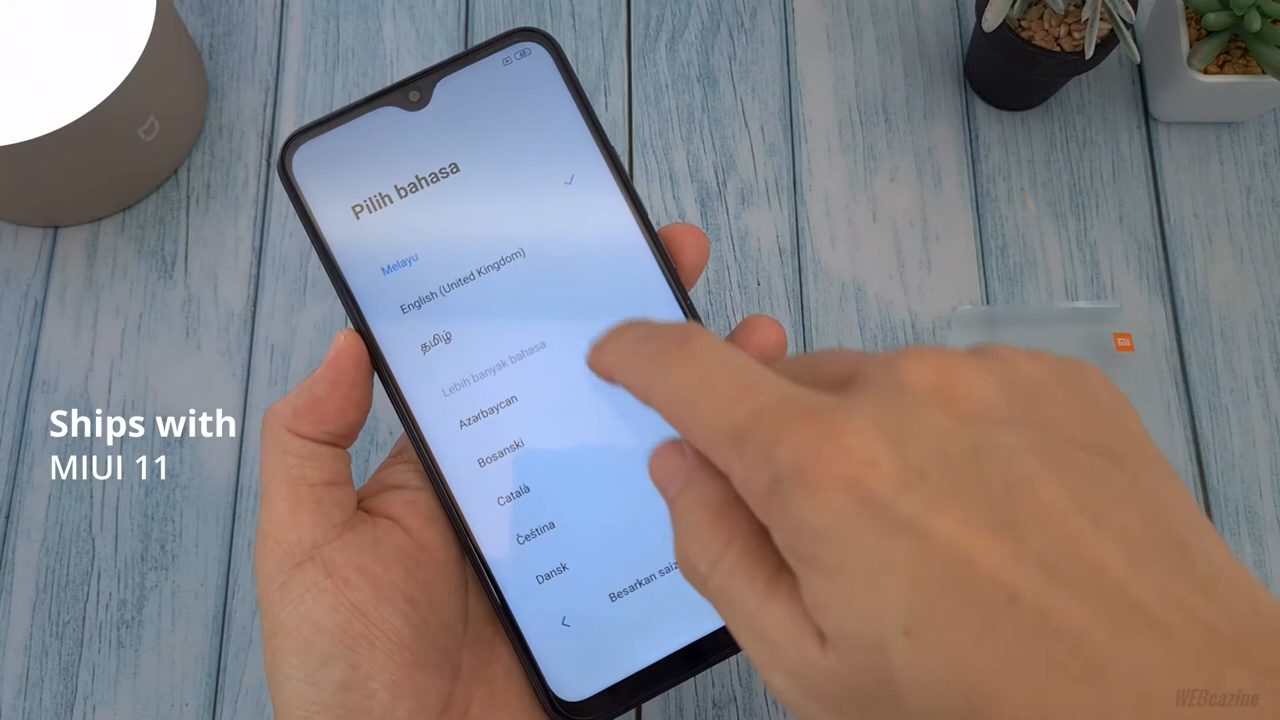 Pilih bahasa
Melayu
English (United Kingdom)
தமிழ்
Lebih banyak bahasa
Azərbaycan
Bosanski
Català
Čeština
Dansk
Besarkan saiz
Ships with
MIUI 11
WEBcazine